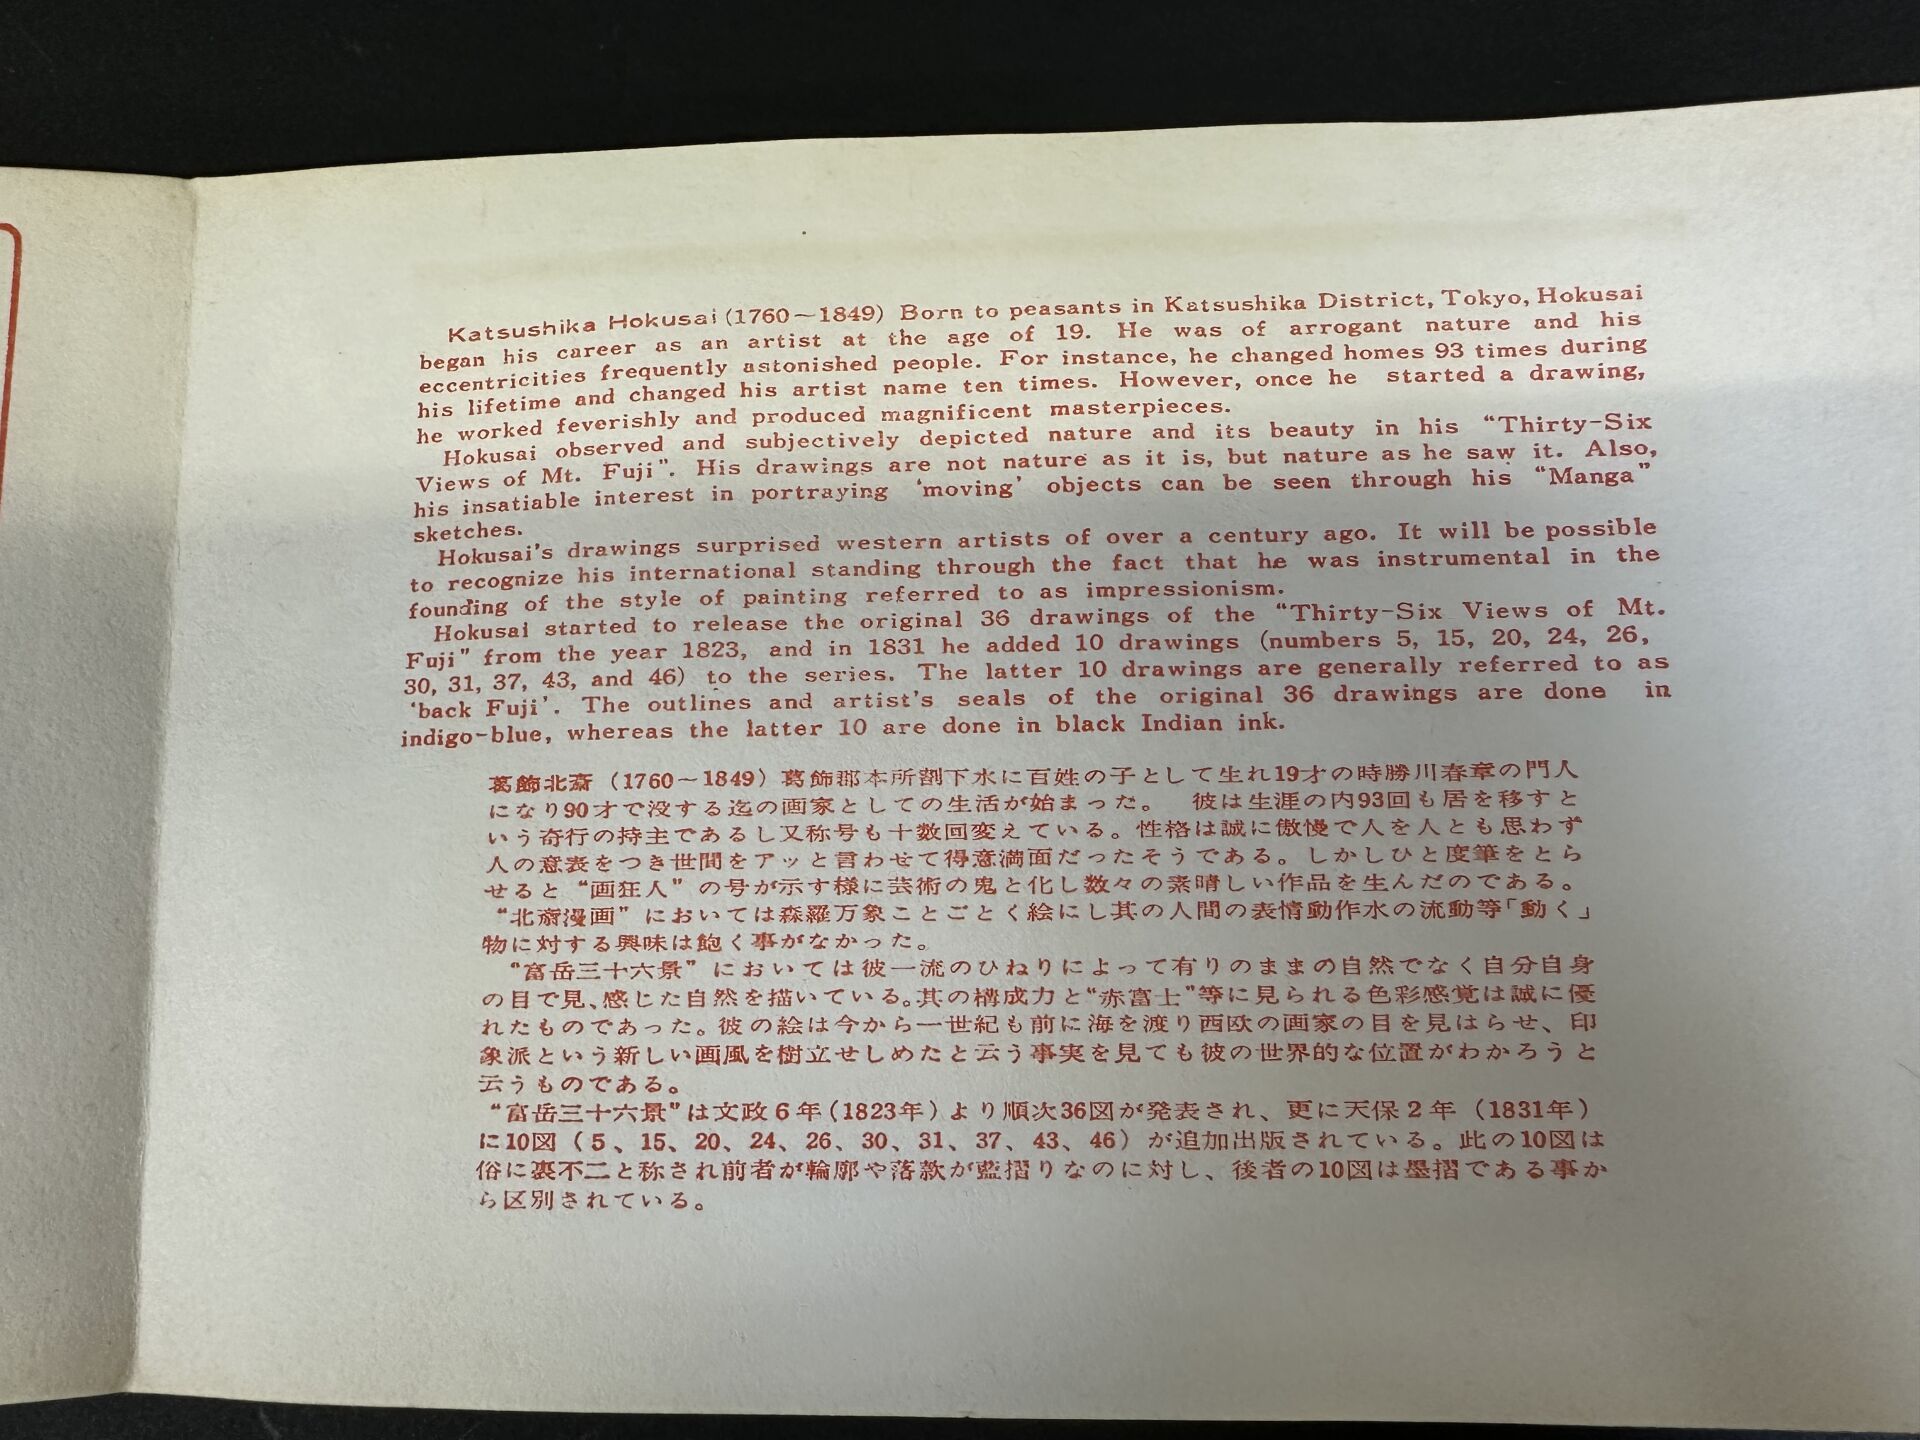 Katsushika Hokusai (1760～1849) Born to peasants in Katsushika District, Tokyo, Hokusai
began his career as an artist at the age of 19. He was of arrogant nature and his
eccentricities frequently astonished people. For instance, he changed homes 93 times during
his lifetime and changed his artist name ten times. However, once he started a drawing,
he worked feverishly and produced magnificent masterpieces.
Hokusai observed and subjectively depicted nature and its beauty in his “Thirty-Six
Views of Mt. Fuji”. His drawings are not nature as it is, but nature as he saw it. Also,
his insatiable interest in portraying ‘moving’ objects can be seen through his “Manga”
sketches.
Hokusai's drawings surprised western artists of over a century ago. It will be possible
to recognize his international standing through the fact that he was instrumental in the
founding of the style of painting referred to as impressionism.
Hokusai started to release the original 36 drawings of the “Thirty-Six Views of Mt.
Fuji” from the year 1823, and in 1831 he added 10 drawings (numbers 5, 15, 20, 24, 26,
30, 31, 37, 43, and 46) to the series. The latter 10 drawings are generally referred to as
‘back Fuji’. The outlines and artist's seals of the original 36 drawings are done in
indigo-blue, whereas the latter 10 are done in black Indian ink.
葛飾北斎（1760～1849）葛飾郡本所割下水に百姓の子として生れ19才の時勝川春章の門人
になり90才で没する迄の画家としての生活が始まった。 彼は生涯の内93回も居を移すと
いう奇行の持主であるし又称号も十数回変えている。性格は誠に傲慢で人を人とも思わず
人の意表をつき世間をアッと言わせて得意満面だったそうである。しかしひと度筆をとら
せると “画狂人” の号が示す様に芸術の鬼と化し数々の素晴しい作品を生んだのである。
“北斎漫画” においては森羅万象ことごとく絵にし其の人間の表情動作水の流動等「動く」
物に対する興味は飽く事がなかった。
“富岳三十六景” においては彼一流のひねりによって有りのままの自然でなく自分自身
の目で見、感じた自然を描いている。其の構成力と“赤富士”等に見られる色彩感覚は誠に優
れたものであった。彼の絵は今から一世紀も前に海を渡り西欧の画家の目を見はらせ、印
象派という新しい画風を樹立せしめたと云う事実を見ても彼の世界的な位置がわかろうと
云うものである。
“富岳三十六景”は文政6年（1823年）より順次36図が発表され、更に天保2年（1831年）
に10図（5、15、20、24、26、30、31、37、43、46）が追加出版されている。此の10図は
俗に裏不二と称され前者が輪廓や落款が藍摺りなのに対し、後者の10図は墨摺である事か
ら区別されている。